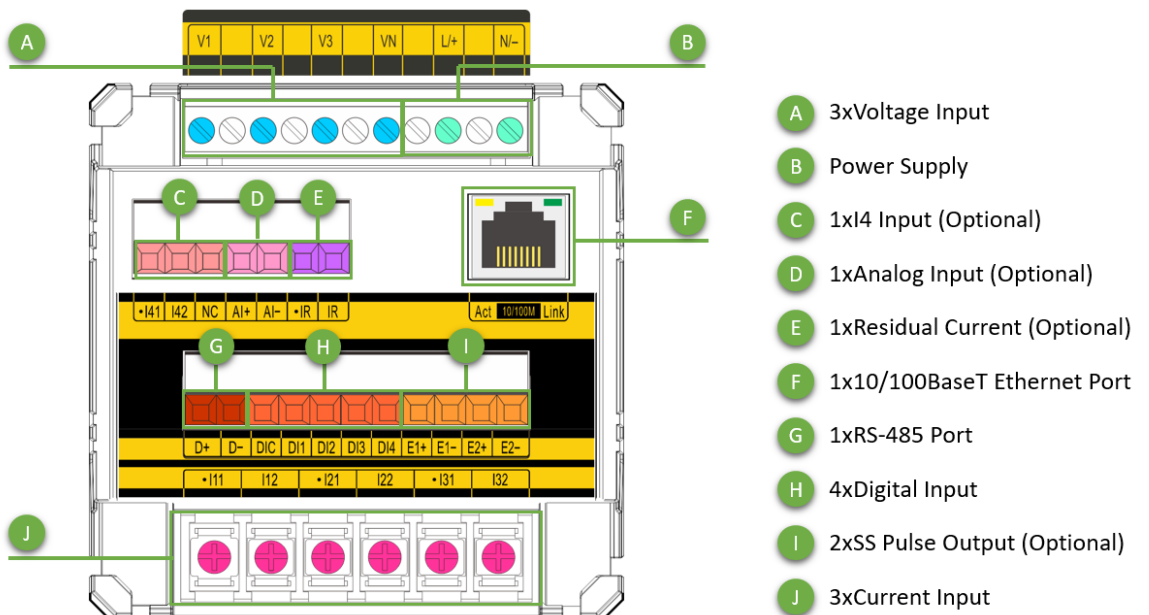 V1 V2 V3 VN L/+ N/–
A
B
C D E
F
•I41 I42 NC AI+ AI– •IR IR
Act 10/100M Link
G H I
D+ D– DIC DI1 DI2 DI3 DI4 E1+ E1– E2+ E2–
•I11 I12 •I21 I22 •I31 I32
J
A 3xVoltage Input
B Power Supply
C 1xI4 Input (Optional)
D 1xAnalog Input (Optional)
E 1xResidual Current (Optional)
F 1x10/100BaseT Ethernet Port
G 1xRS-485 Port
H 4xDigital Input
I 2xSS Pulse Output (Optional)
J 3xCurrent Input